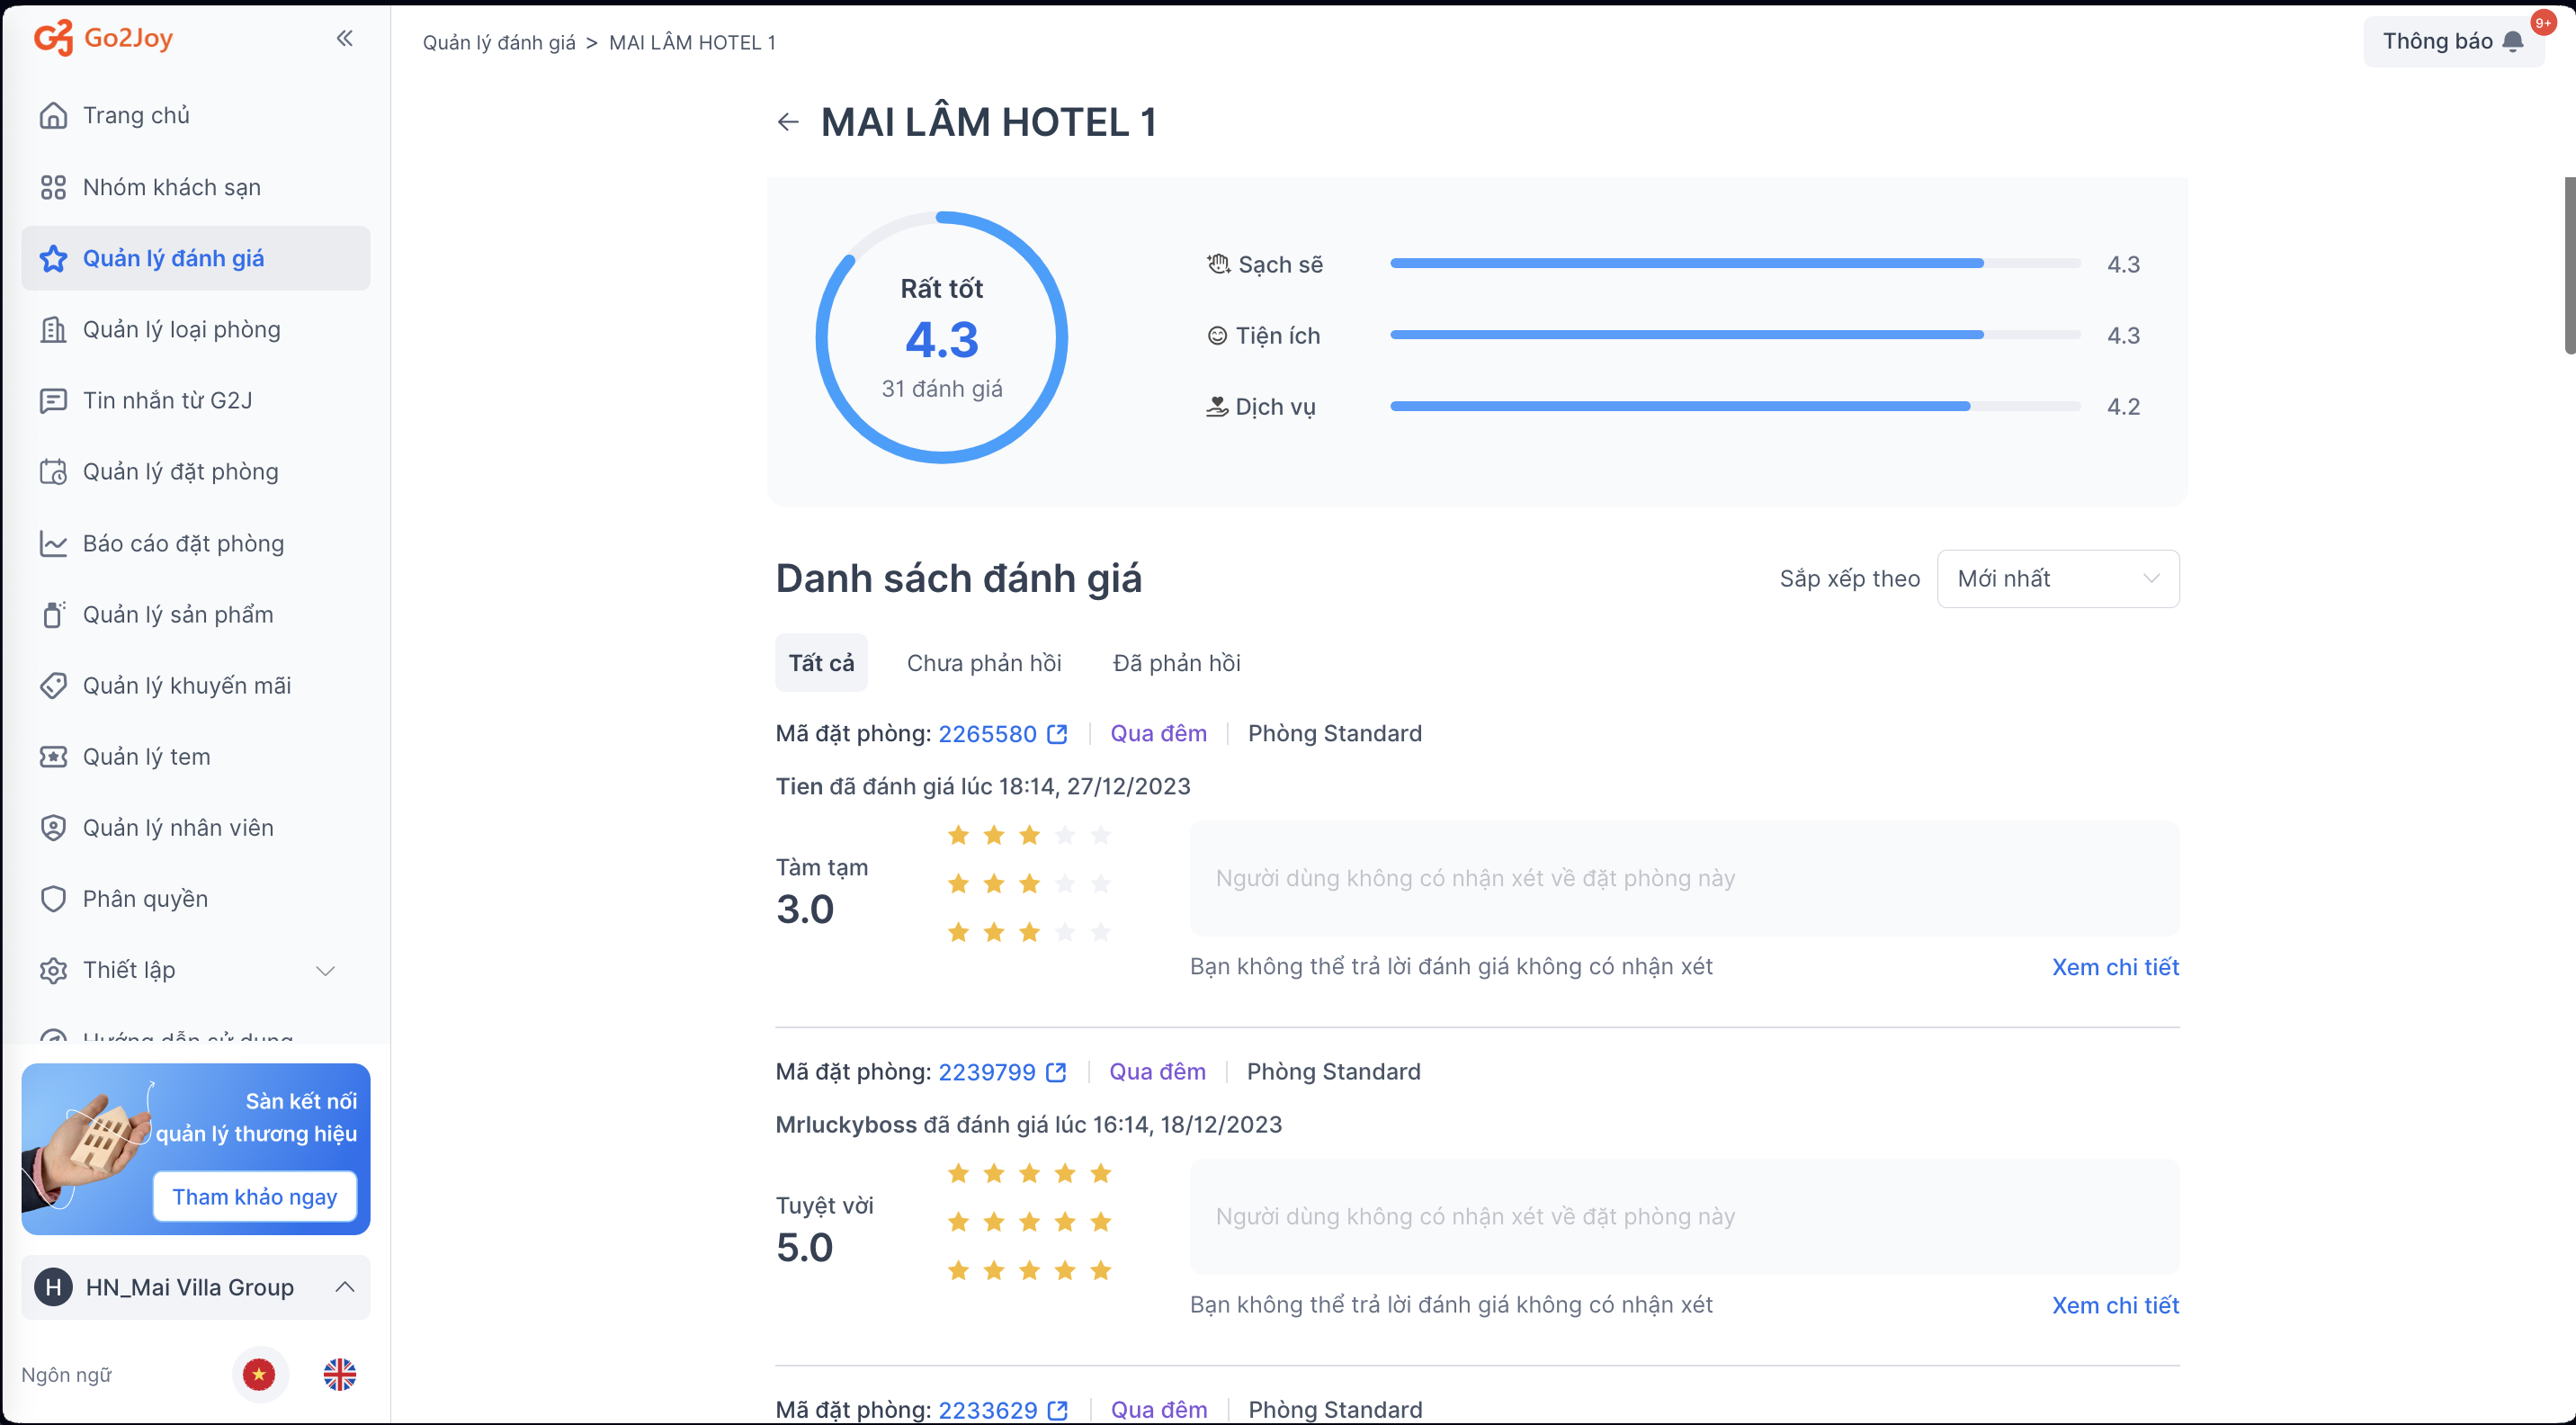 Go2Joy
Trang chủ
Nhóm khách sạn
Quản lý đánh giá
Quản lý loại phòng
Tin nhắn từ G2J
Quản lý đặt phòng
Báo cáo đặt phòng
Quản lý sản phẩm
Quản lý khuyến mãi
Quản lý tem
Quản lý nhân viên
Phân quyền
Thiết lập
Hướng dẫn sử dụng
Sàn kết nối
quản lý thương hiệu
Tham khảo ngay
H HN_Mai Villa Group
Ngôn ngữ
Quản lý đánh giá > MAI LÂM HOTEL 1
Thông báo 9+
MAI LÂM HOTEL 1
Rất tốt
4.3
31 đánh giá
Sạch sẽ 4.3
Tiện ích 4.3
Dịch vụ 4.2
Danh sách đánh giá
Sắp xếp theo Mới nhất
Tất cả Chưa phản hồi Đã phản hồi
Mã đặt phòng: 2265580 Qua đêm Phòng Standard
Tien đã đánh giá lúc 18:14, 27/12/2023
Tàm tạm
3.0
Người dùng không có nhận xét về đặt phòng này
Bạn không thể trả lời đánh giá không có nhận xét Xem chi tiết
Mã đặt phòng: 2239799 Qua đêm Phòng Standard
Mrluckyboss đã đánh giá lúc 16:14, 18/12/2023
Tuyệt vời
5.0
Người dùng không có nhận xét về đặt phòng này
Bạn không thể trả lời đánh giá không có nhận xét Xem chi tiết
Mã đặt phòng: 2233629 Qua đêm Phòng Standard